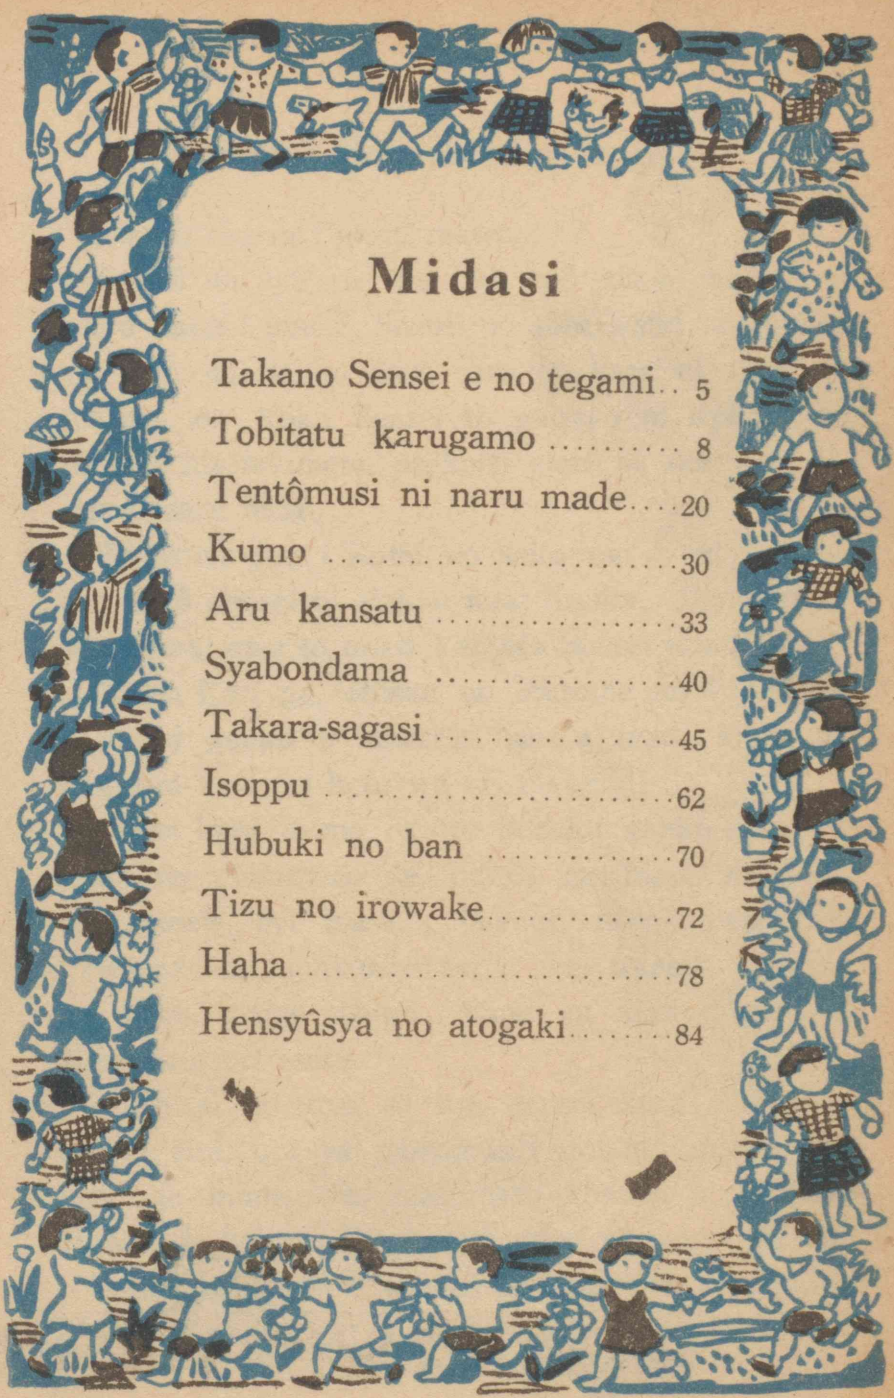 Midasi
Takano Sensei e no tegami.. 5
Tobitatu karugamo .......... 8
Tentômusi ni naru made....20
Kumo ...........................30
Aru kansatu ..................33
Syabondama ..................40
Takara-sagasi ..................45
Isoppu ...........................62
Hubuki no ban ..............70
Tizu no irowake..............72
Haha.............................78
Hensyûsya no atogaki........84